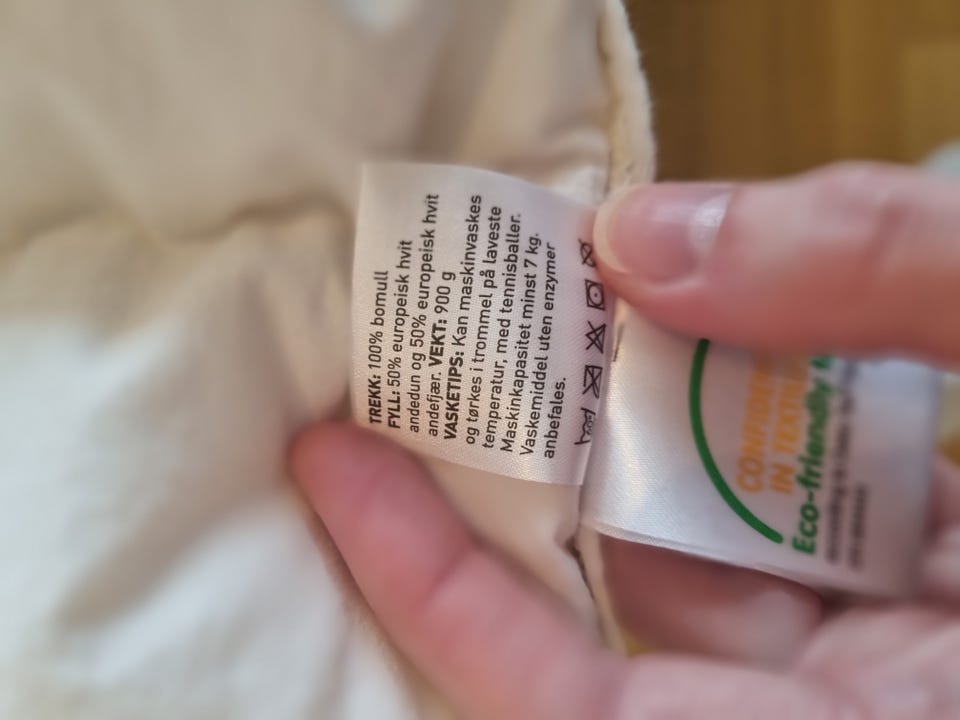 TREKK: 100% bomull
FYLL: 50% europeisk hvit
andedun og 50% europeisk hvit
andefjær. VEKT: 900 g
VASKETIPS: Kan maskinvaskes
og tørkes i trommel på laveste
temperatur, med tennisballer.
Maskinkapasitet minst 7 kg.
Vaskemiddel uten enzymer
anbefales.
IN
Eco-friendly